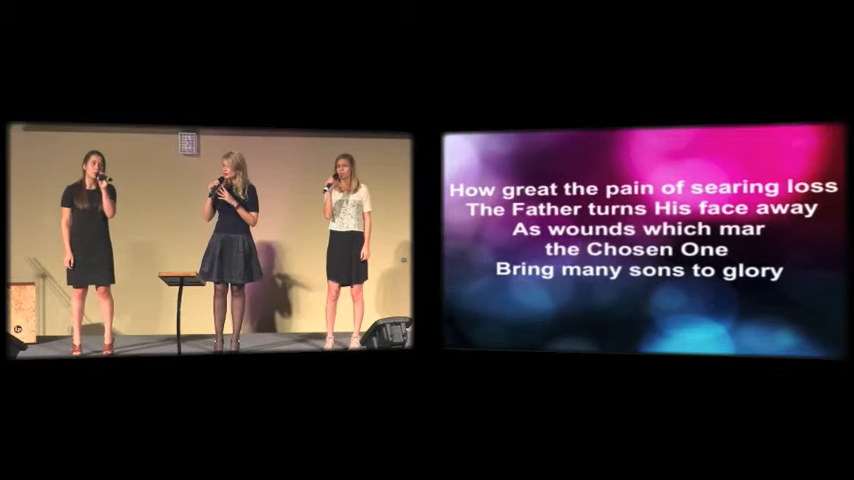 How great the pain of searing loss
The Father turns His face away
As wounds which mar
the Chosen One
Bring many sons to glory